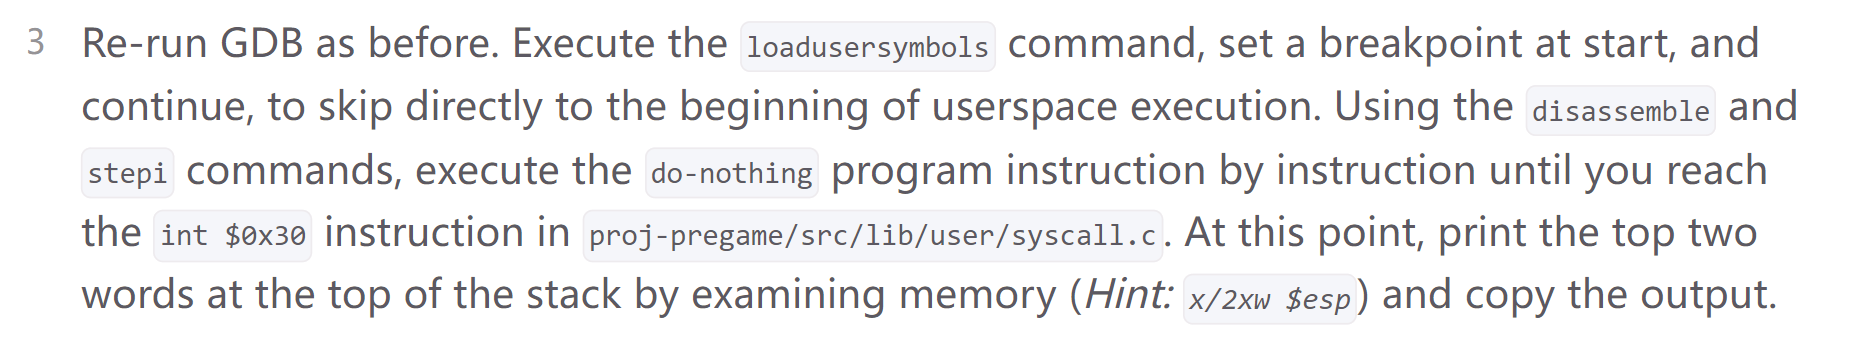 3 Re-run GDB as before. Execute the loadusersymbols command, set a breakpoint at start, and
continue, to skip directly to the beginning of userspace execution. Using the disassemble and
stepi commands, execute the do-nothing program instruction by instruction until you reach
the int $0x30 instruction in proj-pregame/src/lib/user/syscall.c. At this point, print the top two
words at the top of the stack by examining memory (Hint: x/2xw $esp) and copy the output.